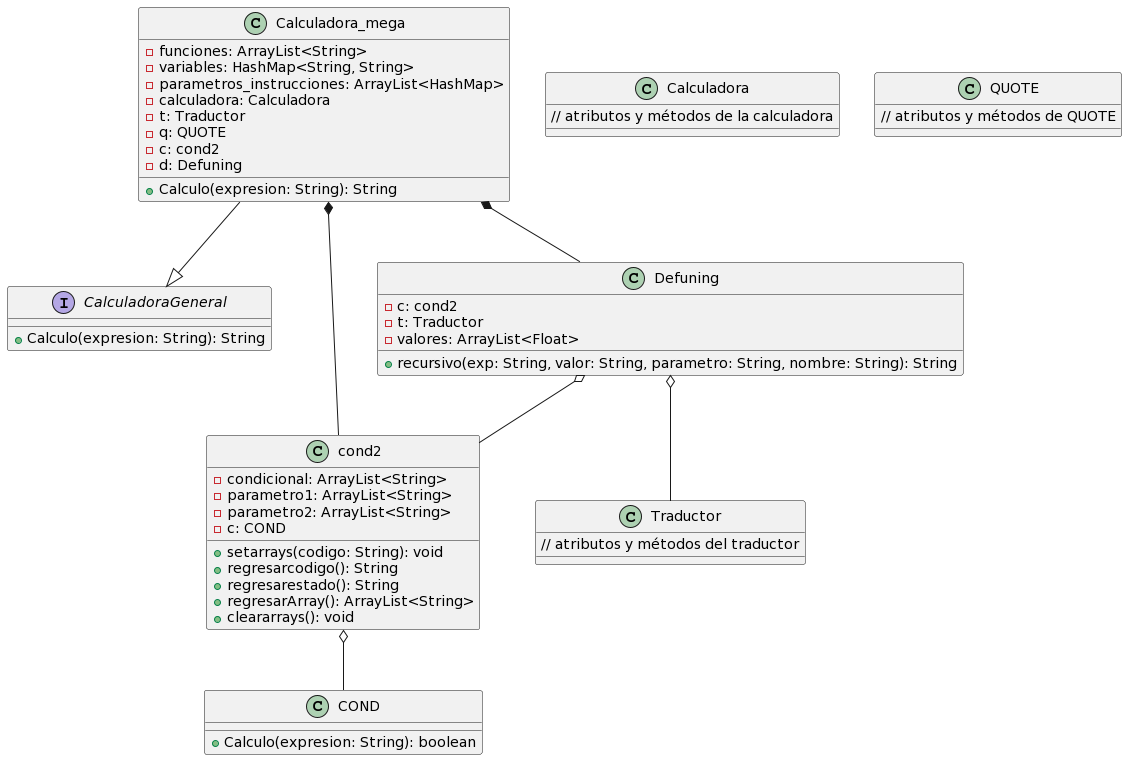 C Calculadora_mega
funciones: ArrayList<String>
variables: HashMap<String, String>
parametros_instrucciones: ArrayList<HashMap>
calculadora: Calculadora
t: Traductor
q: QUOTE
c: cond2
d: Defuning
Calculo(expresion: String): String
C Calculadora
// atributos y métodos de la calculadora
C QUOTE
// atributos y métodos de QUOTE
I CalculadoraGeneral
Calculo(expresion: String): String
C Defuning
c: cond2
t: Traductor
valores: ArrayList<Float>
recursivo(exp: String, valor: String, parametro: String, nombre: String): String
C cond2
condicional: ArrayList<String>
parametro1: ArrayList<String>
parametro2: ArrayList<String>
c: COND
setarrays(codigo: String): void
regresarcodigo(): String
regresarestado(): String
regresarArray(): ArrayList<String>
cleararrays(): void
C Traductor
// atributos y métodos del traductor
C COND
Calculo(expresion: String): boolean